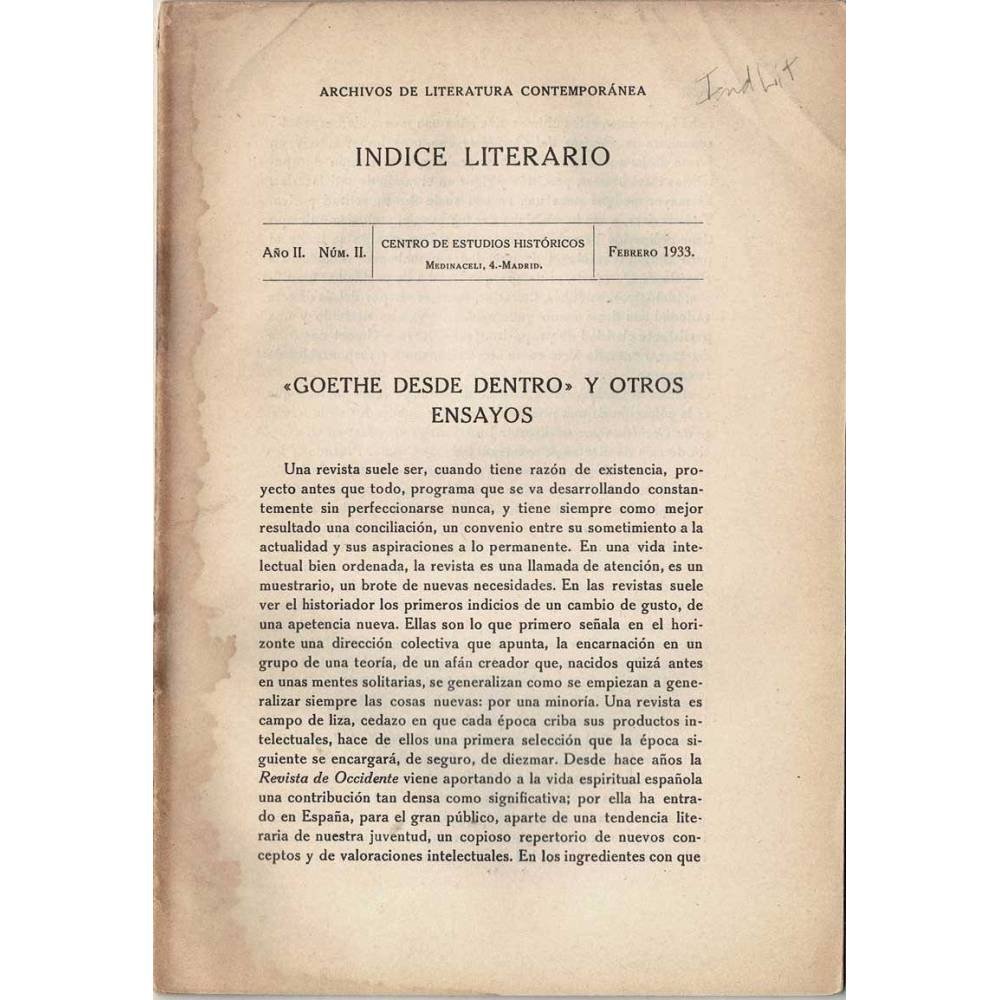 Ind Lit
ARCHIVOS DE LITERATURA CONTEMPORÁNEA
INDICE LITERARIO
Año II. Núm. II.
CENTRO DE ESTUDIOS HISTÓRICOS
Medinaceli, 4.-Madrid.
Febrero 1933.
«GOETHE DESDE DENTRO» Y OTROS
ENSAYOS
Una revista suele ser, cuando tiene razón de existencia, pro-
yecto antes que todo, programa que se va desarrollando constan-
temente sin perfeccionarse nunca, y tiene siempre como mejor
resultado una conciliación, un convenio entre su sometimiento a la
actualidad y sus aspiraciones a lo permanente. En una vida inte-
lectual bien ordenada, la revista es una llamada de atención, es un
muestrario, un brote de nuevas necesidades. En las revistas suele
ver el historiador los primeros indicios de un cambio de gusto, de
una apetencia nueva. Ellas son lo que primero señala en el hori-
zonte una dirección colectiva que apunta, la encarnación en un
grupo de una teoría, de un afán creador que, nacidos quizá antes
en unas mentes solitarias, se generalizan como se empiezan a gene-
ralizar siempre las cosas nuevas: por una minoría. Una revista es
campo de liza, cedazo en que cada época criba sus productos in-
telectuales, hace de ellos una primera selección que la época si-
guiente se encargará, de seguro, de diezmar. Desde hace años la
Revista de Occidente viene aportando a la vida espiritual española
una contribución tan densa como significativa; por ella ha entra-
do en España, para el gran público, aparte de una tendencia lite-
raria de nuestra juventud, un copioso repertorio de nuevos con-
ceptos y de valoraciones intelectuales. En los ingredientes con que